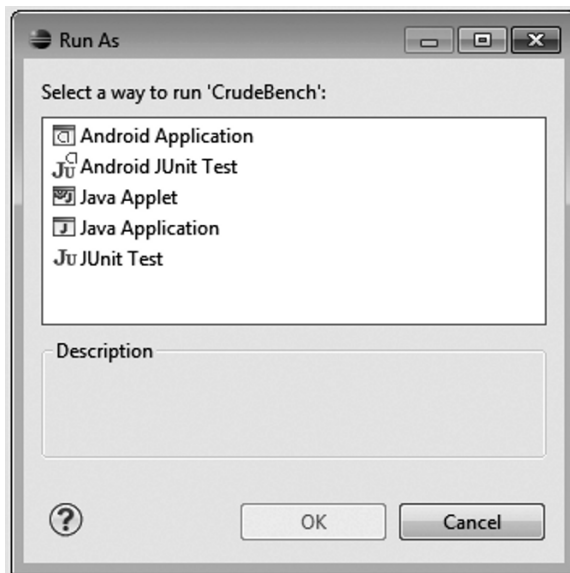 Run As
Select a way to run 'CrudeBench':
Android Application
Android JUnit Test
Java Applet
Java Application
JUnit Test
Description
OK
Cancel